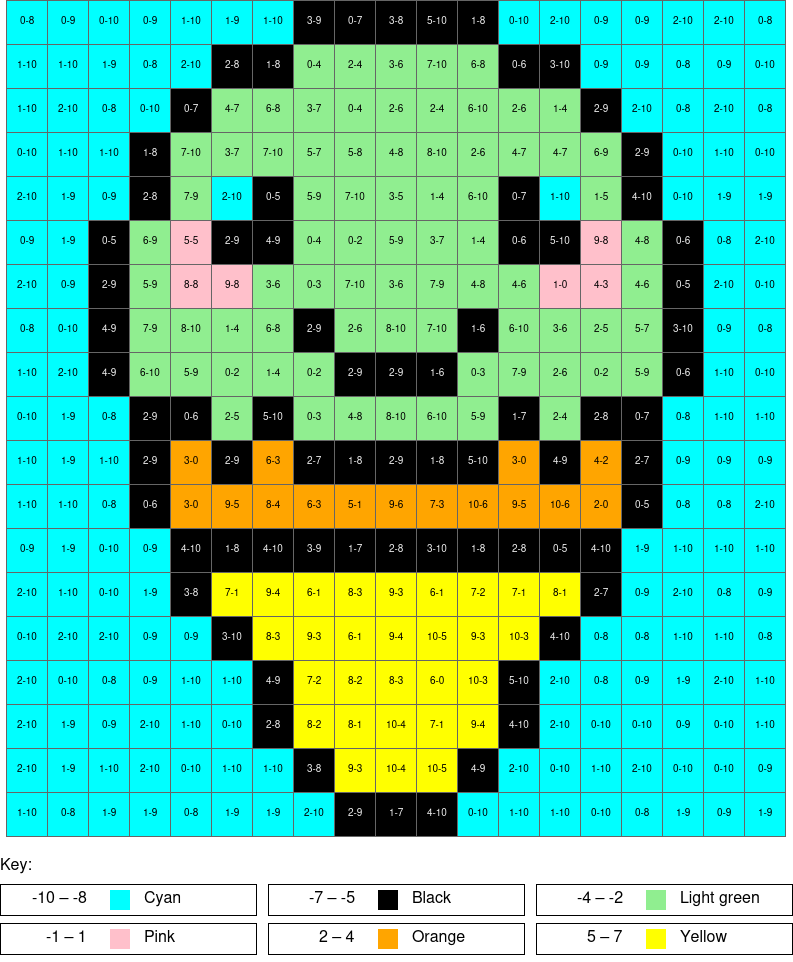 0-8 0-9 0-10 0-9 1-10 1-9 1-10 3-9 0-7 3-8 5-10 1-8 0-10 2-10 0-9 0-9 2-10 2-10 0-8
1-10 1-10 1-9 0-8 2-10 2-8 1-8 0-4 2-4 3-6 7-10 6-8 0-6 3-10 0-9 0-9 0-8 0-9 0-10
1-10 2-10 0-8 0-10 0-7 4-7 6-8 3-7 0-4 2-6 2-4 6-10 2-6 1-4 2-9 2-10 0-8 2-10 0-8
0-10 1-10 1-10 1-8 7-10 3-7 7-10 5-7 5-8 4-8 8-10 2-6 4-7 4-7 6-9 2-9 0-10 1-10 0-10
2-10 1-9 0-9 2-8 7-9 2-10 0-5 5-9 7-10 3-5 1-4 6-10 0-7 1-10 1-5 4-10 0-10 1-9 1-9
0-9 1-9 0-5 6-9 5-5 2-9 4-9 0-4 0-2 5-9 3-7 1-4 0-6 5-10 9-8 4-8 0-6 0-8 2-10
2-10 0-9 2-9 5-9 8-8 9-8 3-6 0-3 7-10 3-6 7-9 4-8 4-6 1-0 4-3 4-6 0-5 2-10 0-10
0-8 0-10 4-9 7-9 8-10 1-4 6-8 2-9 2-6 8-10 7-10 1-6 6-10 3-6 2-5 5-7 3-10 0-9 0-8
1-10 2-10 4-9 6-10 5-9 0-2 1-4 0-2 2-9 2-9 1-6 0-3 7-9 2-6 0-2 5-9 0-6 1-10 0-10
0-10 1-9 0-8 2-9 0-6 2-5 5-10 0-3 4-8 8-10 6-10 5-9 1-7 2-4 2-8 0-7 0-8 1-10 1-10
1-10 1-9 1-10 2-9 3-0 2-9 6-3 2-7 1-8 2-9 1-8 5-10 3-0 4-9 4-2 2-7 0-9 0-9 0-9
1-10 1-10 0-8 0-6 3-0 9-5 8-4 6-3 5-1 9-6 7-3 10-6 9-5 10-6 2-0 0-5 0-8 0-8 2-10
0-9 1-9 0-10 0-9 4-10 1-8 4-10 3-9 1-7 2-8 3-10 1-8 2-8 0-5 4-10 1-9 1-10 1-10 1-10
2-10 1-10 0-10 1-9 3-8 7-1 9-4 6-1 8-3 9-3 6-1 7-2 7-1 8-1 2-7 0-9 2-10 0-8 0-9
0-10 2-10 2-10 0-9 0-9 3-10 8-3 9-3 6-1 9-4 10-5 9-3 10-3 4-10 0-8 0-8 1-10 1-10 0-8
2-10 0-10 0-8 0-9 1-10 1-10 4-9 7-2 8-2 8-3 6-0 10-3 5-10 2-10 0-8 0-9 1-9 2-10 1-10
2-10 1-9 0-9 2-10 1-10 0-10 2-8 8-2 8-1 10-4 7-1 9-4 4-10 2-10 0-10 0-10 0-9 0-10 1-10
2-10 1-9 1-10 2-10 0-10 1-10 1-10 3-8 9-3 10-4 10-5 4-9 2-10 0-10 1-10 2-10 0-10 0-10 0-9
1-10 0-8 1-9 1-9 0-8 1-9 1-9 2-10 2-9 1-7 4-10 0-10 1-10 1-10 0-10 0-8 1-9 0-9 1-9
Key:
-10 – -8 Cyan -7 – -5 Black -4 – -2 Light green
-1 – 1 Pink 2 – 4 Orange 5 – 7 Yellow